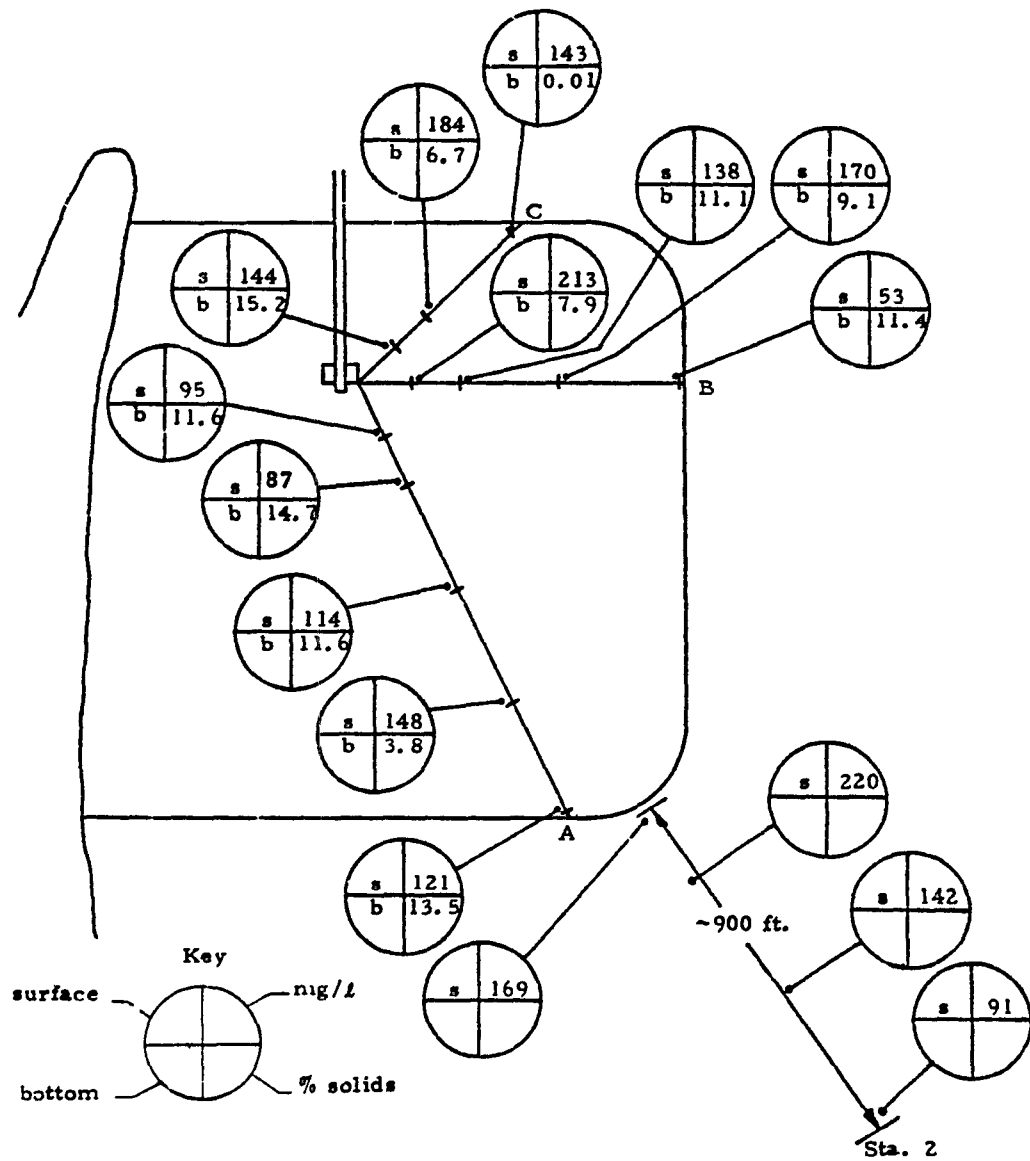 s 143
b 0.01
s 184
b 6.7
s 138
b 11.1
s 170
b 9.1
C
s 144
b 15.2
s 213
b 7.9
s 53
b 11.4
B
s 95
b 11.6
s 87
b 14.7
s 114
b 11.6
s 148
b 3.8
A
s 220
s 121
b 13.5
~900 ft.
s 142
s 169
s 91
Key
surface
mg/ℓ
bottom
% solids
Sta. 2